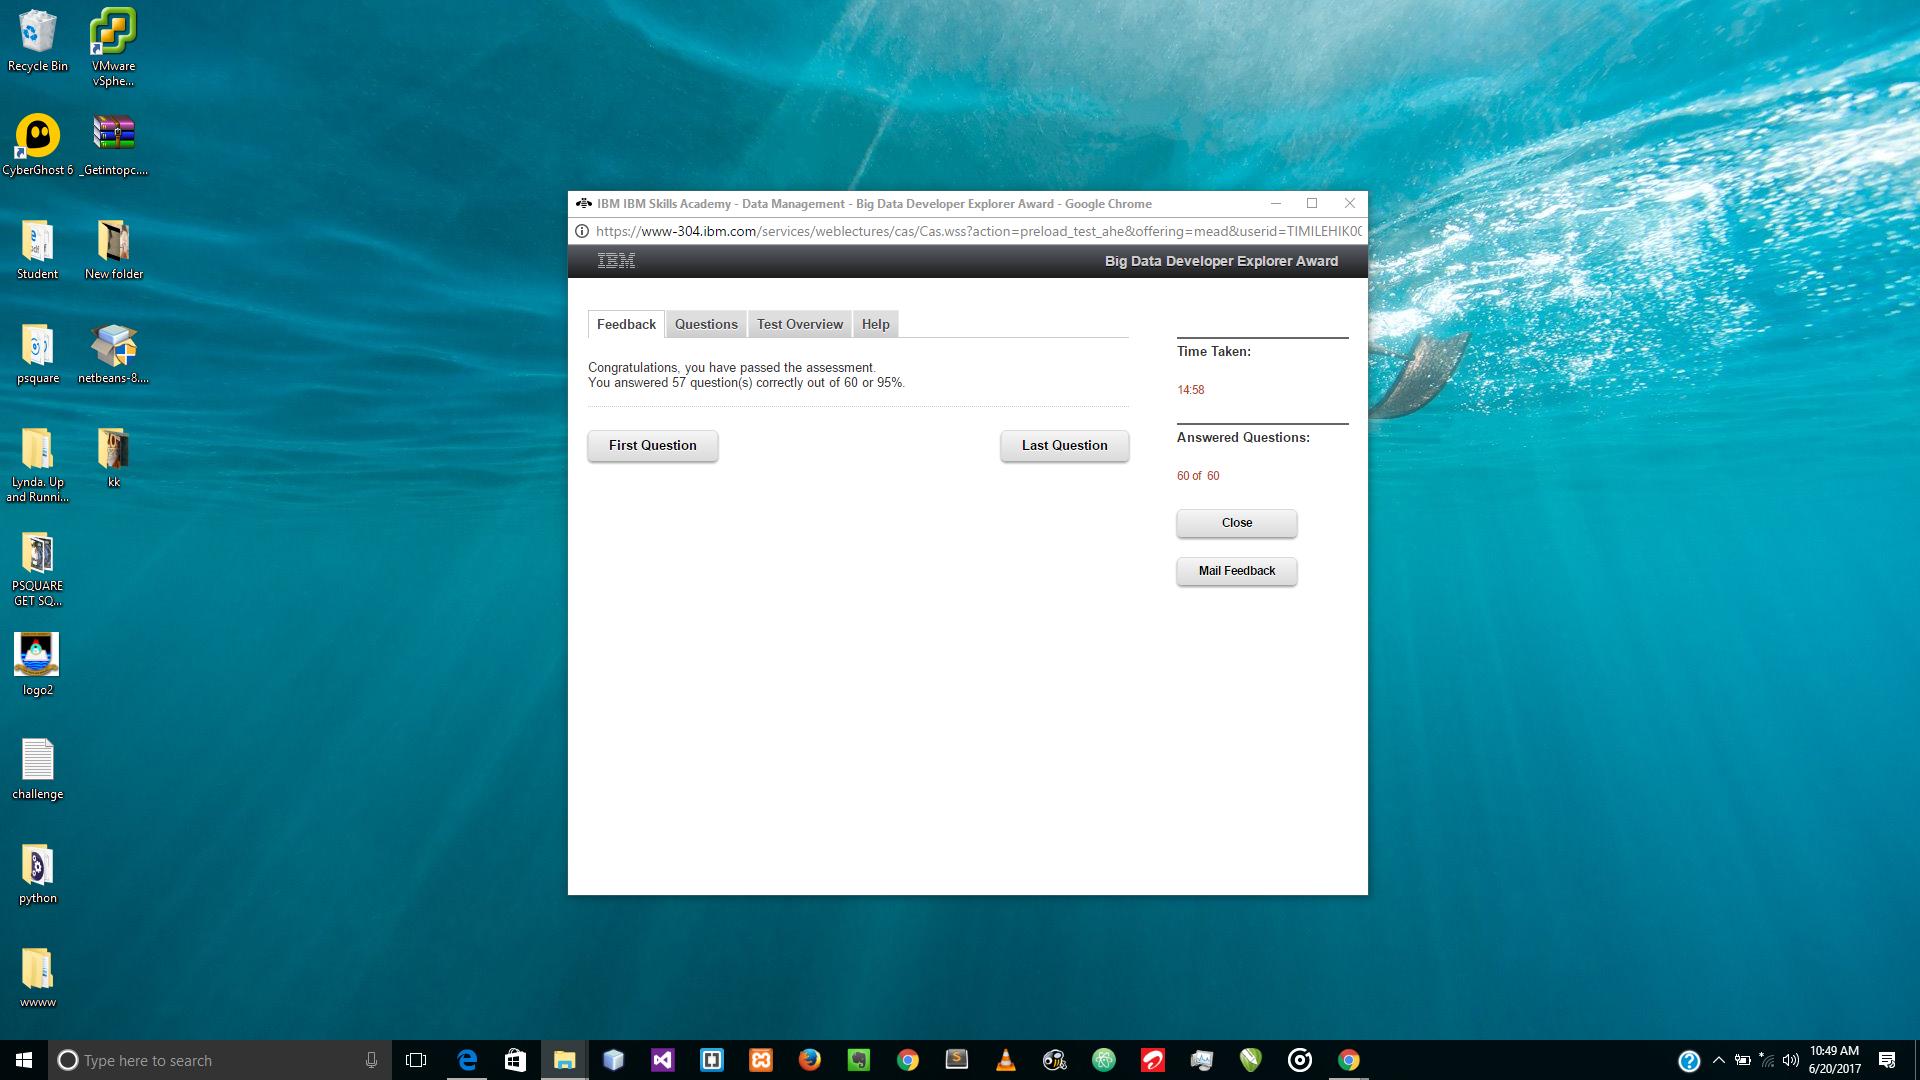 Recycle Bin
VMware
vSphe...
CyberGhost 6
_Getintopc....
Student
New folder
psquare
netbeans-8....
Lynda. Up
and Runni...
kk
PSQUARE
GET SQ...
logo2
challenge
python
wwww
IBM IBM Skills Academy - Data Management - Big Data Developer Explorer Award - Google Chrome
https://www-304.ibm.com/services/weblectures/cas/Cas.wss?action=preload_test_ahe&offering=mead&userid=TIMILEHIK00
IBM
Big Data Developer Explorer Award
Feedback
Questions
Test Overview
Help
Congratulations, you have passed the assessment.
You answered 57 question(s) correctly out of 60 or 95%.
First Question
Last Question
Time Taken:
14:58
Answered Questions:
60 of 60
Close
Mail Feedback
Type here to search
10:49 AM
6/20/2017